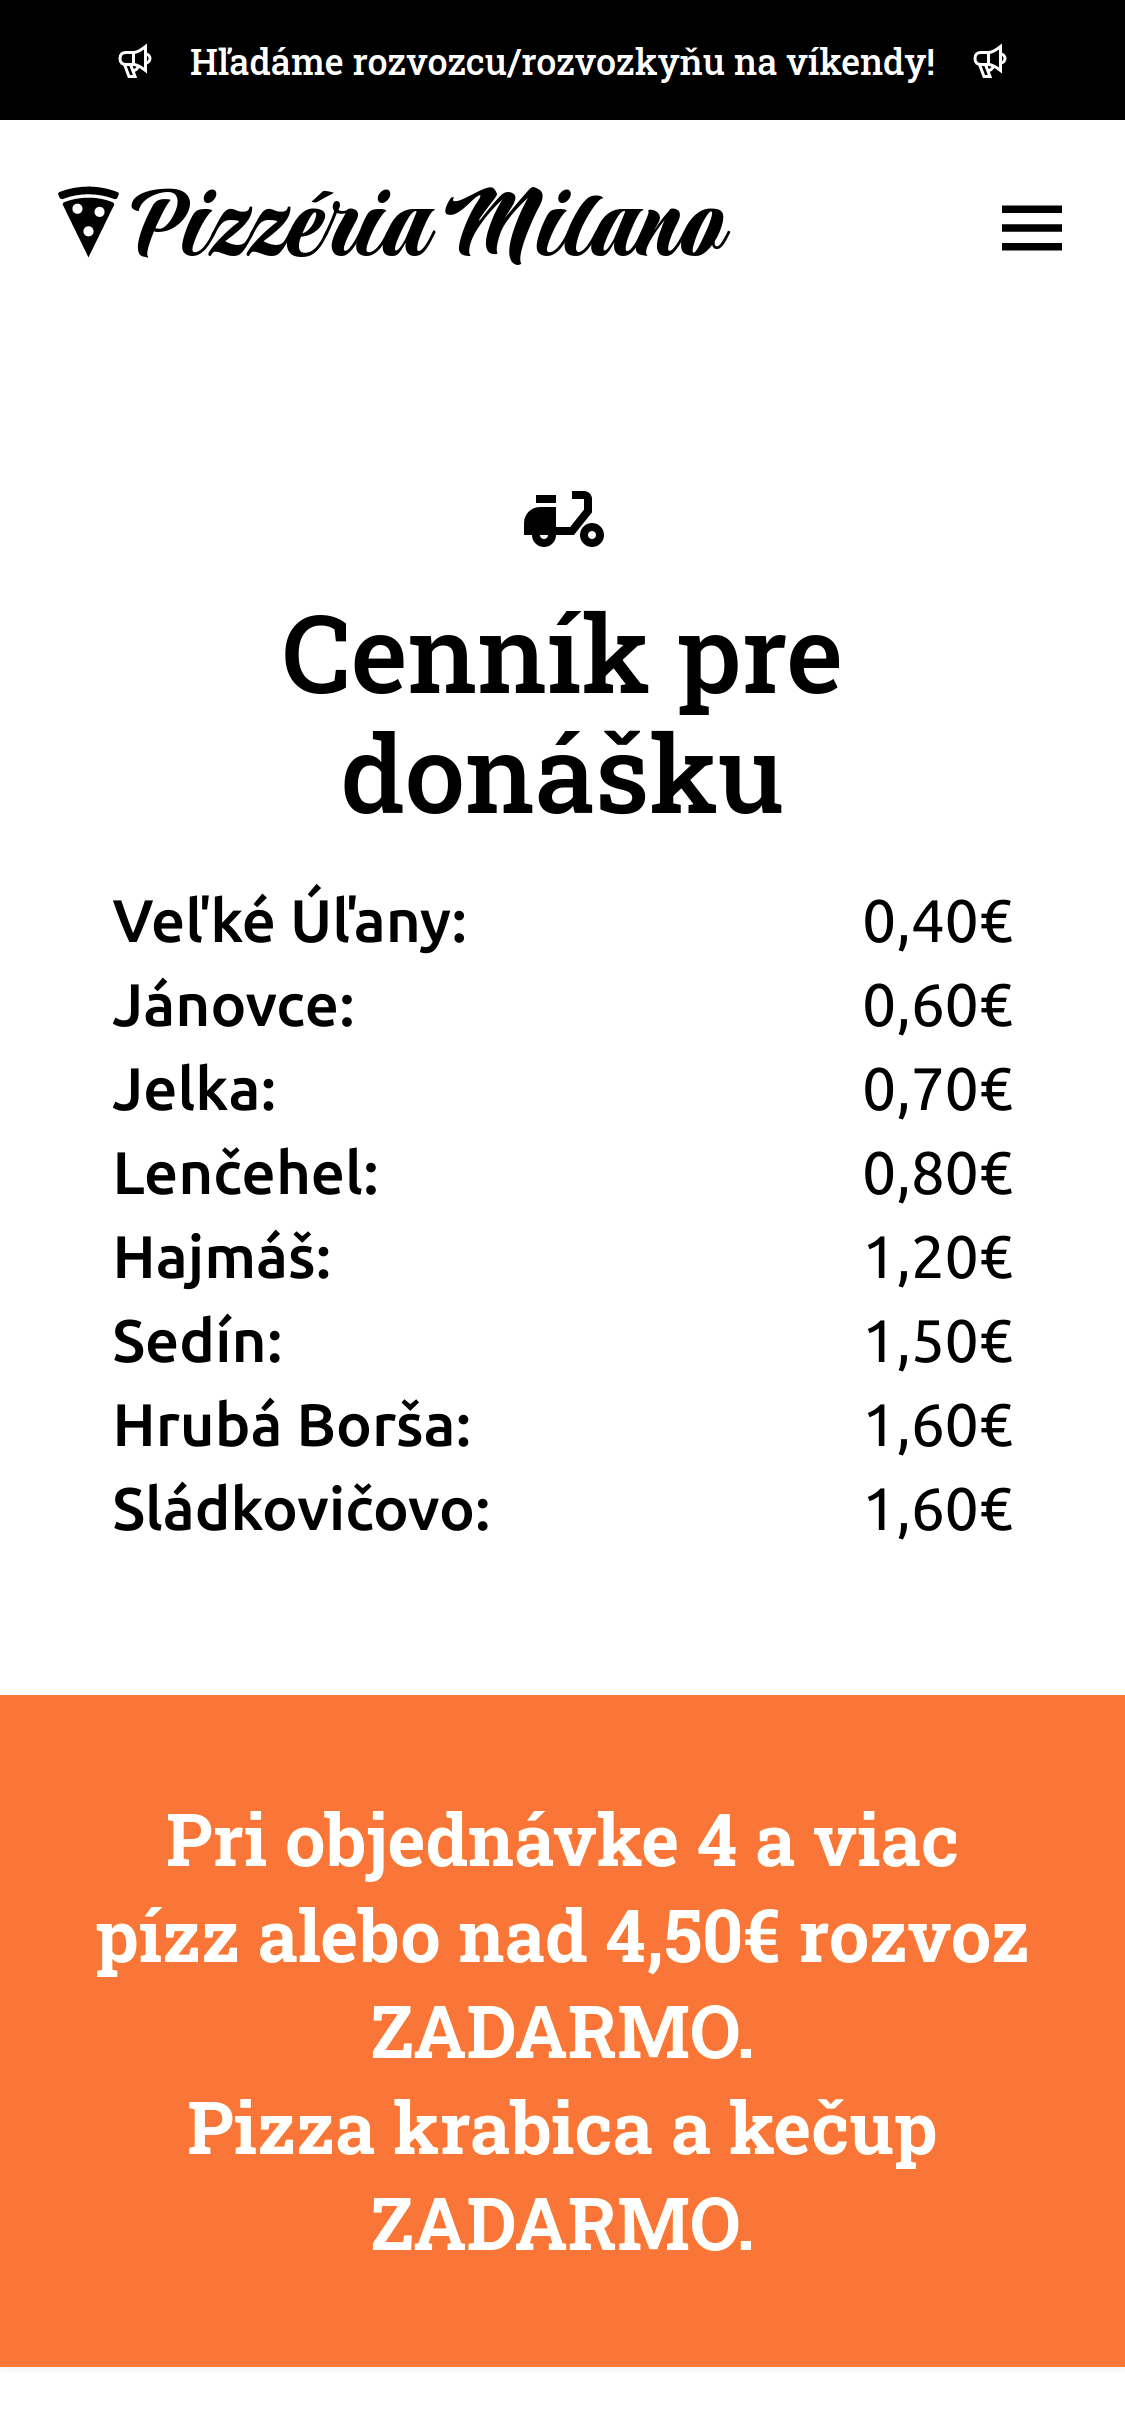 Hľadáme rozvozcu/rozvozkyňu na víkendy!
Pizzéria Milano
Cenník pre
donášku
Veľké Úľany: 0,40€
Jánovce: 0,60€
Jelka: 0,70€
Lenčehel: 0,80€
Hajmáš: 1,20€
Sedín: 1,50€
Hrubá Borša: 1,60€
Sládkovičovo: 1,60€
Pri objednávke 4 a viac
pízz alebo nad 4,50€ rozvoz
ZADARMO.
Pizza krabica a kečup
ZADARMO.